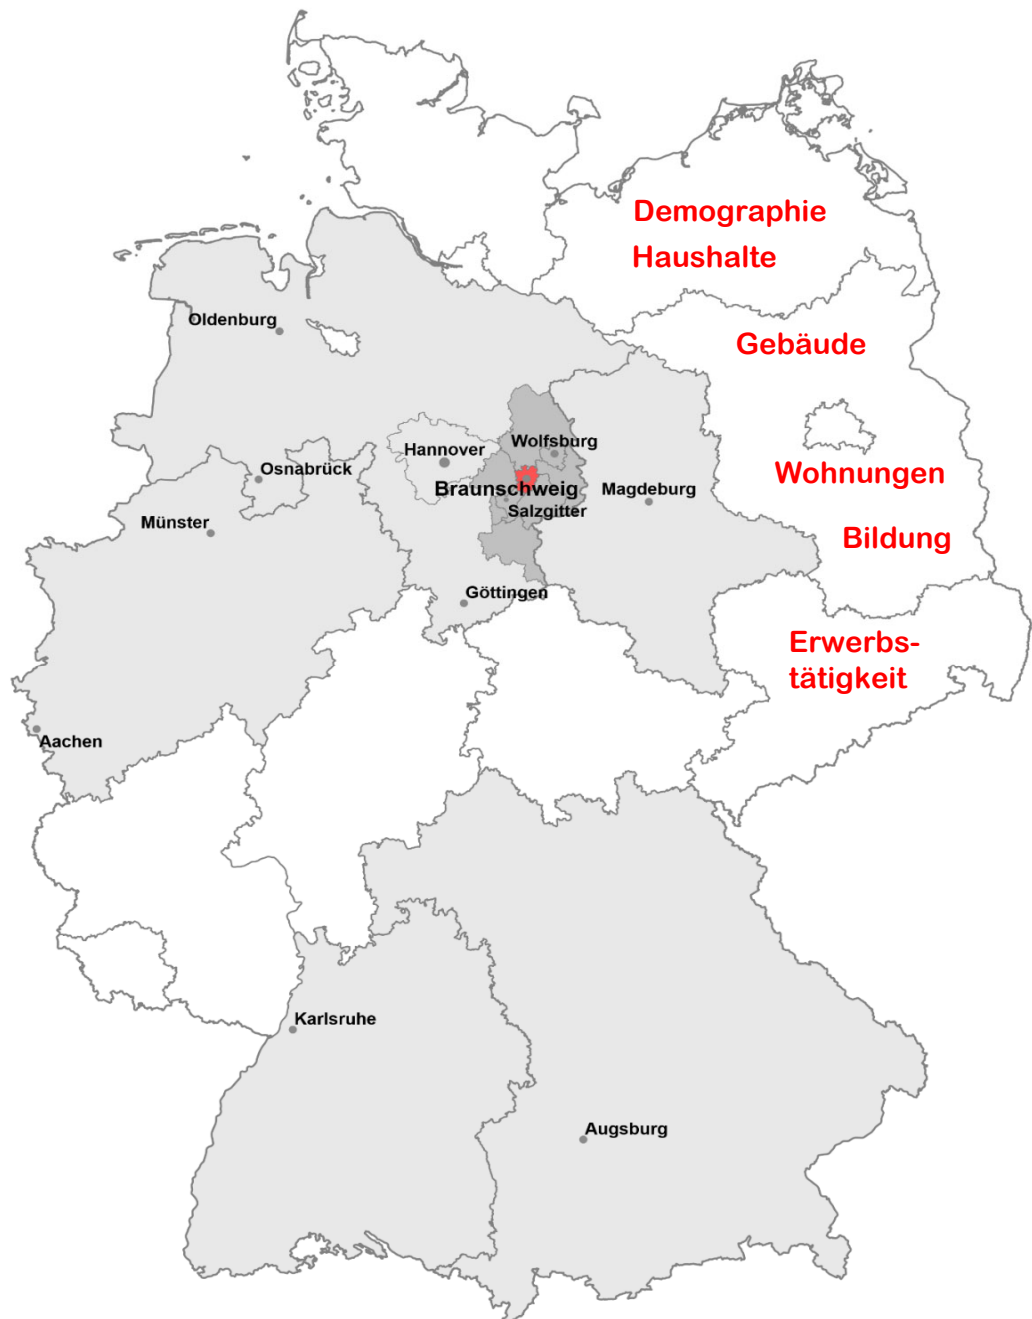 Demographie
Haushalte
Oldenburg
Gebäude
Hannover
Wolfsburg
Osnabrück
Wohnungen
Braunschweig
Magdeburg
Salzgitter
Münster
Bildung
Göttingen
Erwerbs-
tätigkeit
Aachen
Karlsruhe
Augsburg